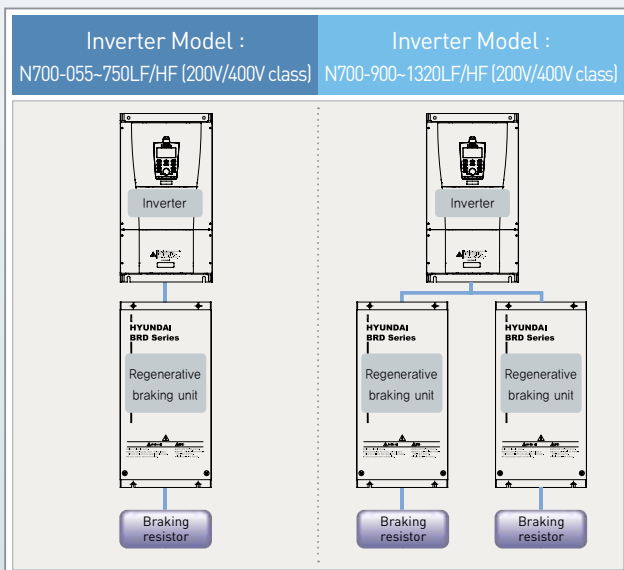 Inverter Model :
N700-055~750LF/HF (200V/400V class)
Inverter Model :
N700-900~1320LF/HF (200V/400V class)
Inverter
HYUNDAI
BRD Series
Regenerative
braking unit
Braking
resistor
Inverter
HYUNDAI
BRD Series
Regenerative
braking unit
Braking
resistor
HYUNDAI
BRD Series
Regenerative
braking unit
Braking
resistor